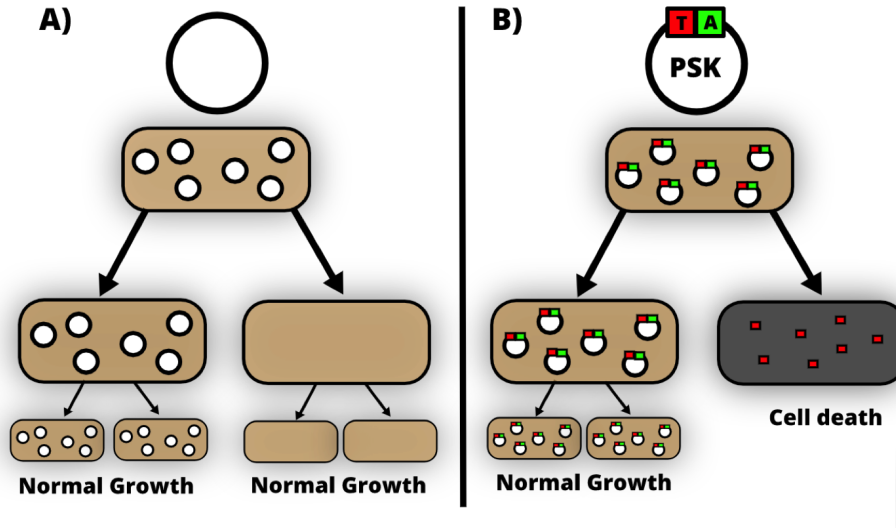 A)
B)
T A
PSK
Cell death
Normal Growth
Normal Growth
Normal Growth